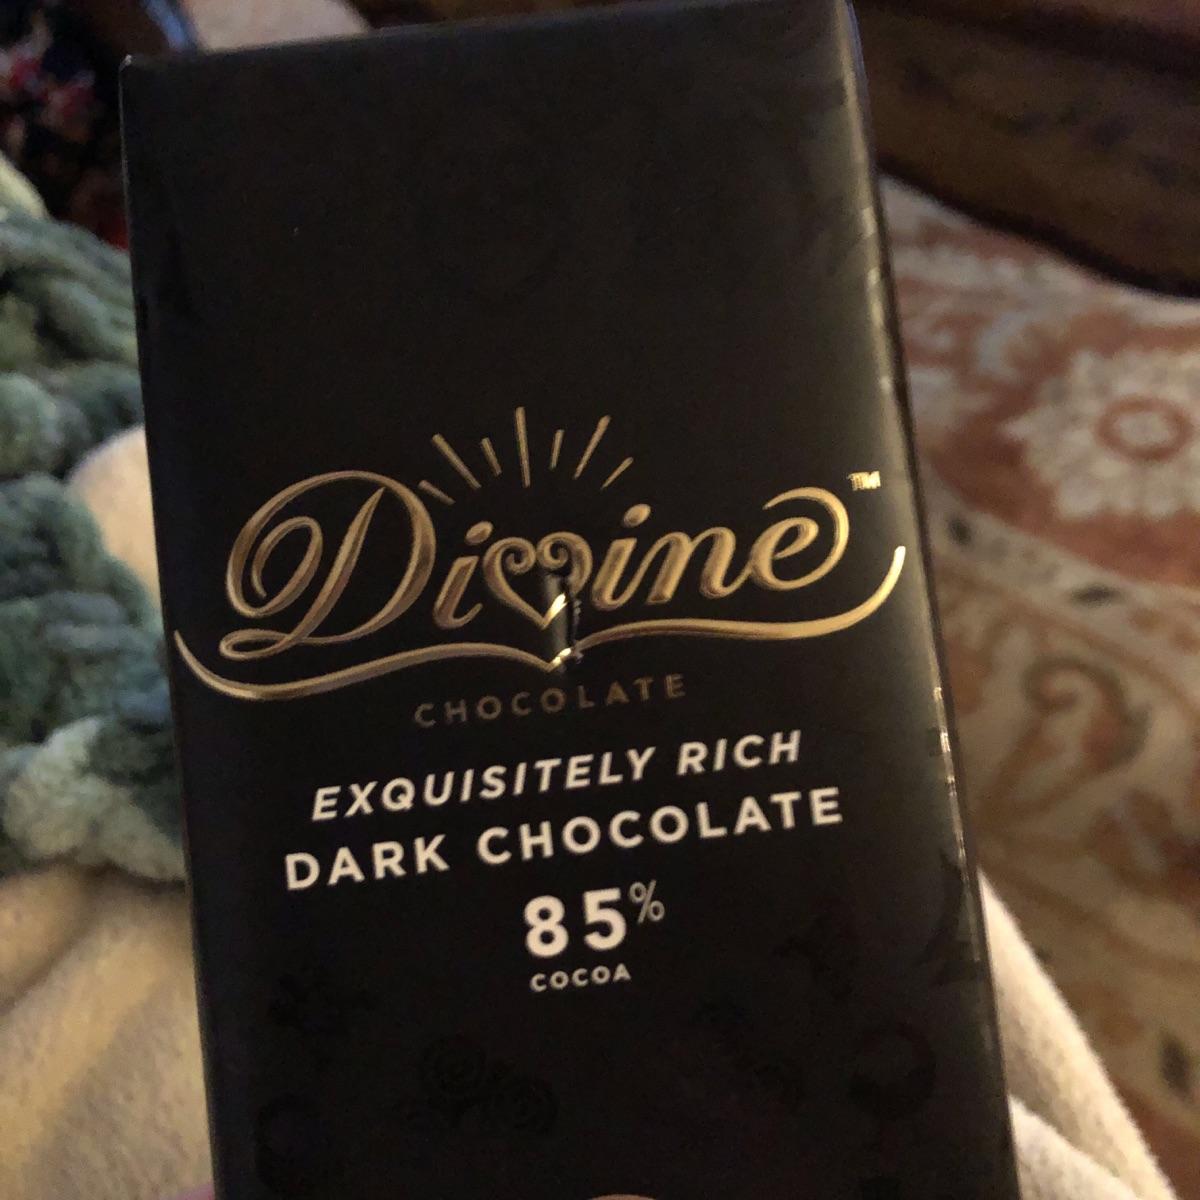 Divine™
CHOCOLATE
EXQUISITELY RICH
DARK CHOCOLATE
85%
COCOA